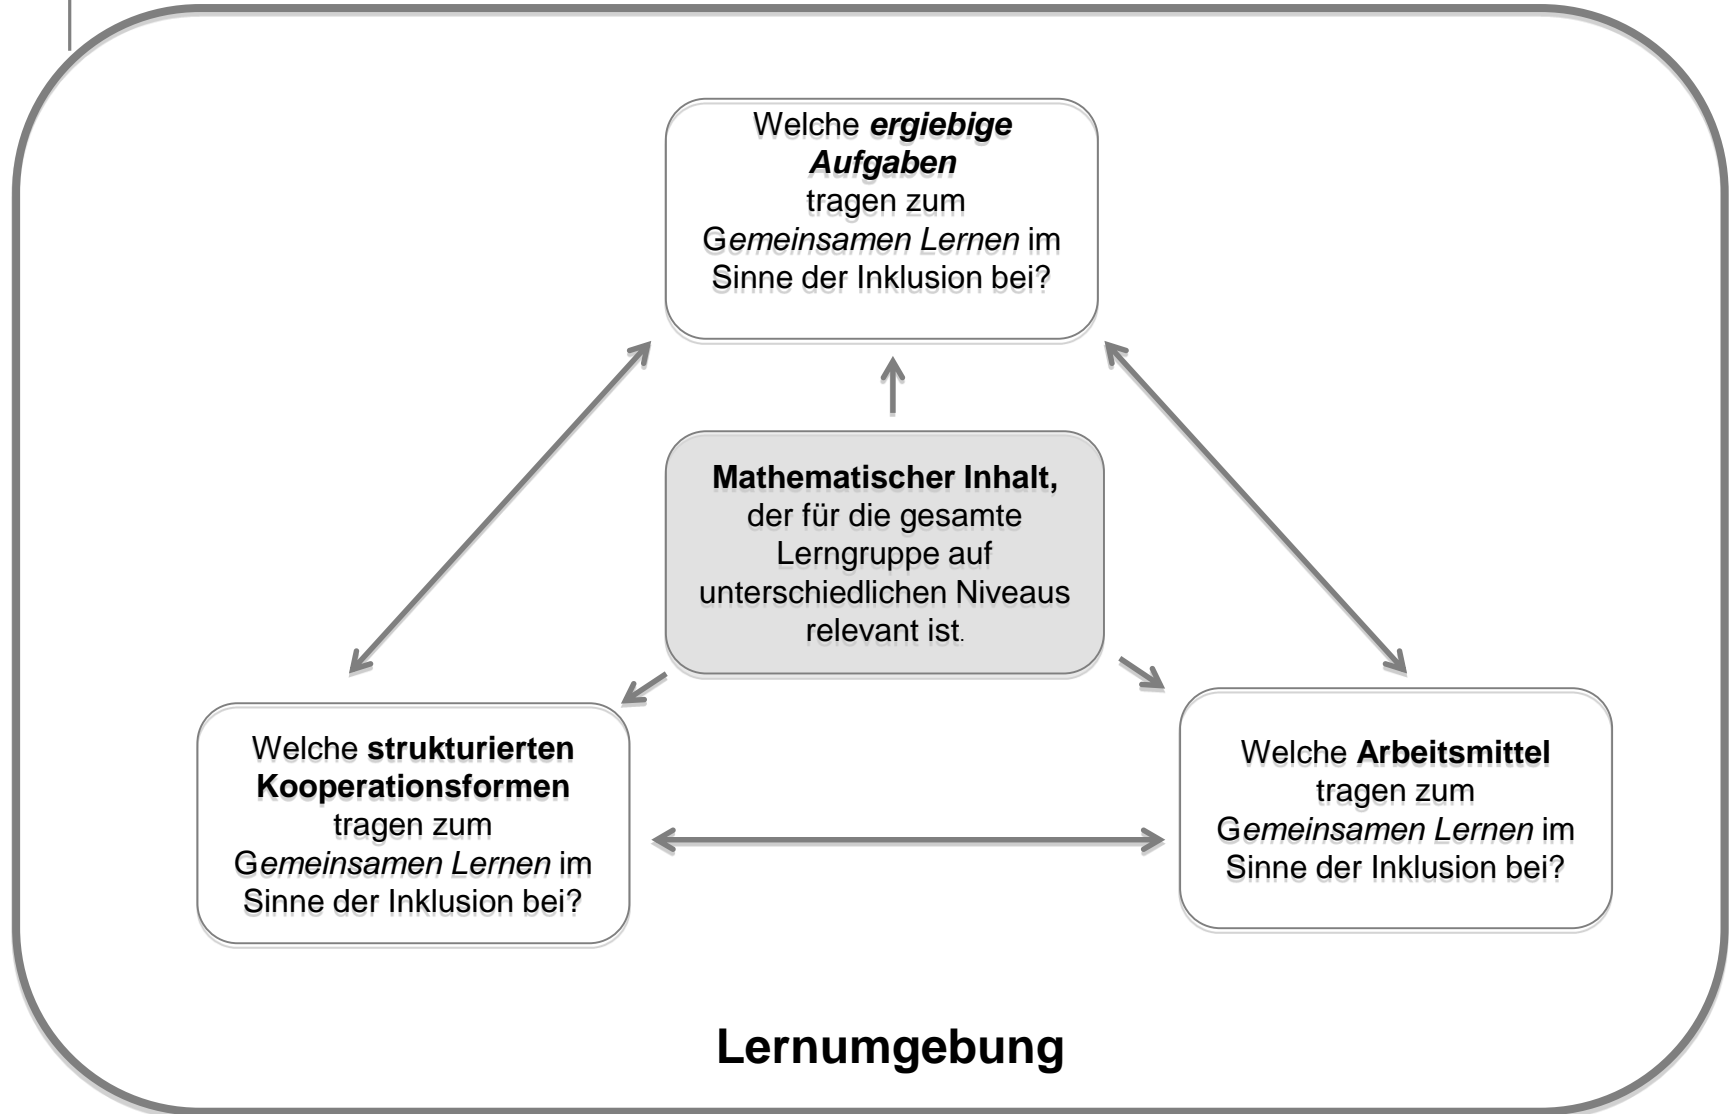 Welche ergiebige
Aufgaben
tragen zum
Gemeinsamen Lernen im
Sinne der Inklusion bei?
Mathematischer Inhalt,
der für die gesamte
Lerngruppe auf
unterschiedlichen Niveaus
relevant ist.
Welche strukturierten
Kooperationsformen
tragen zum
Gemeinsamen Lernen im
Sinne der Inklusion bei?
Welche Arbeitsmittel
tragen zum
Gemeinsamen Lernen im
Sinne der Inklusion bei?
Lernumgebung